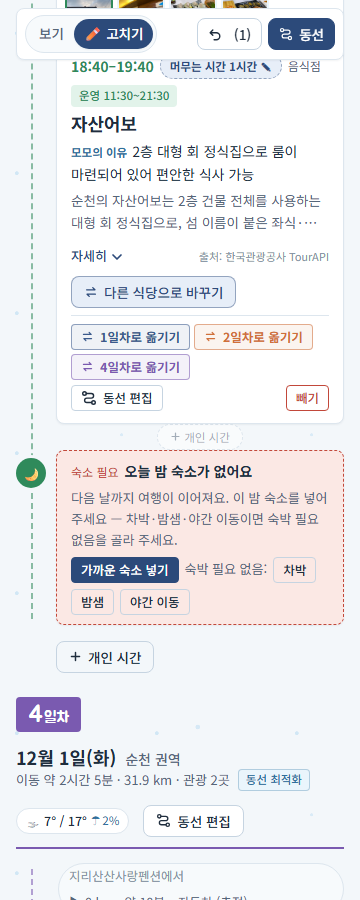 보기 고치기 (1) 동선
18:40~19:40 머무는 시간 1시간 음식점
운영 11:30~21:30
자산어보
모모의 이유 2층 대형 회 정식집으로 룸이
마련되어 있어 편안한 식사 가능
순천의 자산어보는 2층 건물 전체를 사용하는
대형 회 정식집으로, 섬 이름이 붙은 좌식····
자세히 출처: 한국관광공사 TourAPI
다른 식당으로 바꾸기
1일차로 옮기기 2일차로 옮기기
4일차로 옮기기
동선 편집 빼기
+ 개인 시간
숙소 필요 오늘 밤 숙소가 없어요
다음 날까지 여행이 이어져요. 이 밤 숙소를 넣어
주세요 — 차박·밤샘·야간 이동이면 숙박 필요
없음을 골라 주세요.
가까운 숙소 넣기 숙박 필요 없음: 차박
밤샘 야간 이동
+ 개인 시간
4일차
12월 1일(화) 순천 권역
이동 약 2시간 5분 · 31.9 km · 관광 2곳 동선 최적화
7° / 17° 2% 동선 편집
지리산산사랑펜션에서